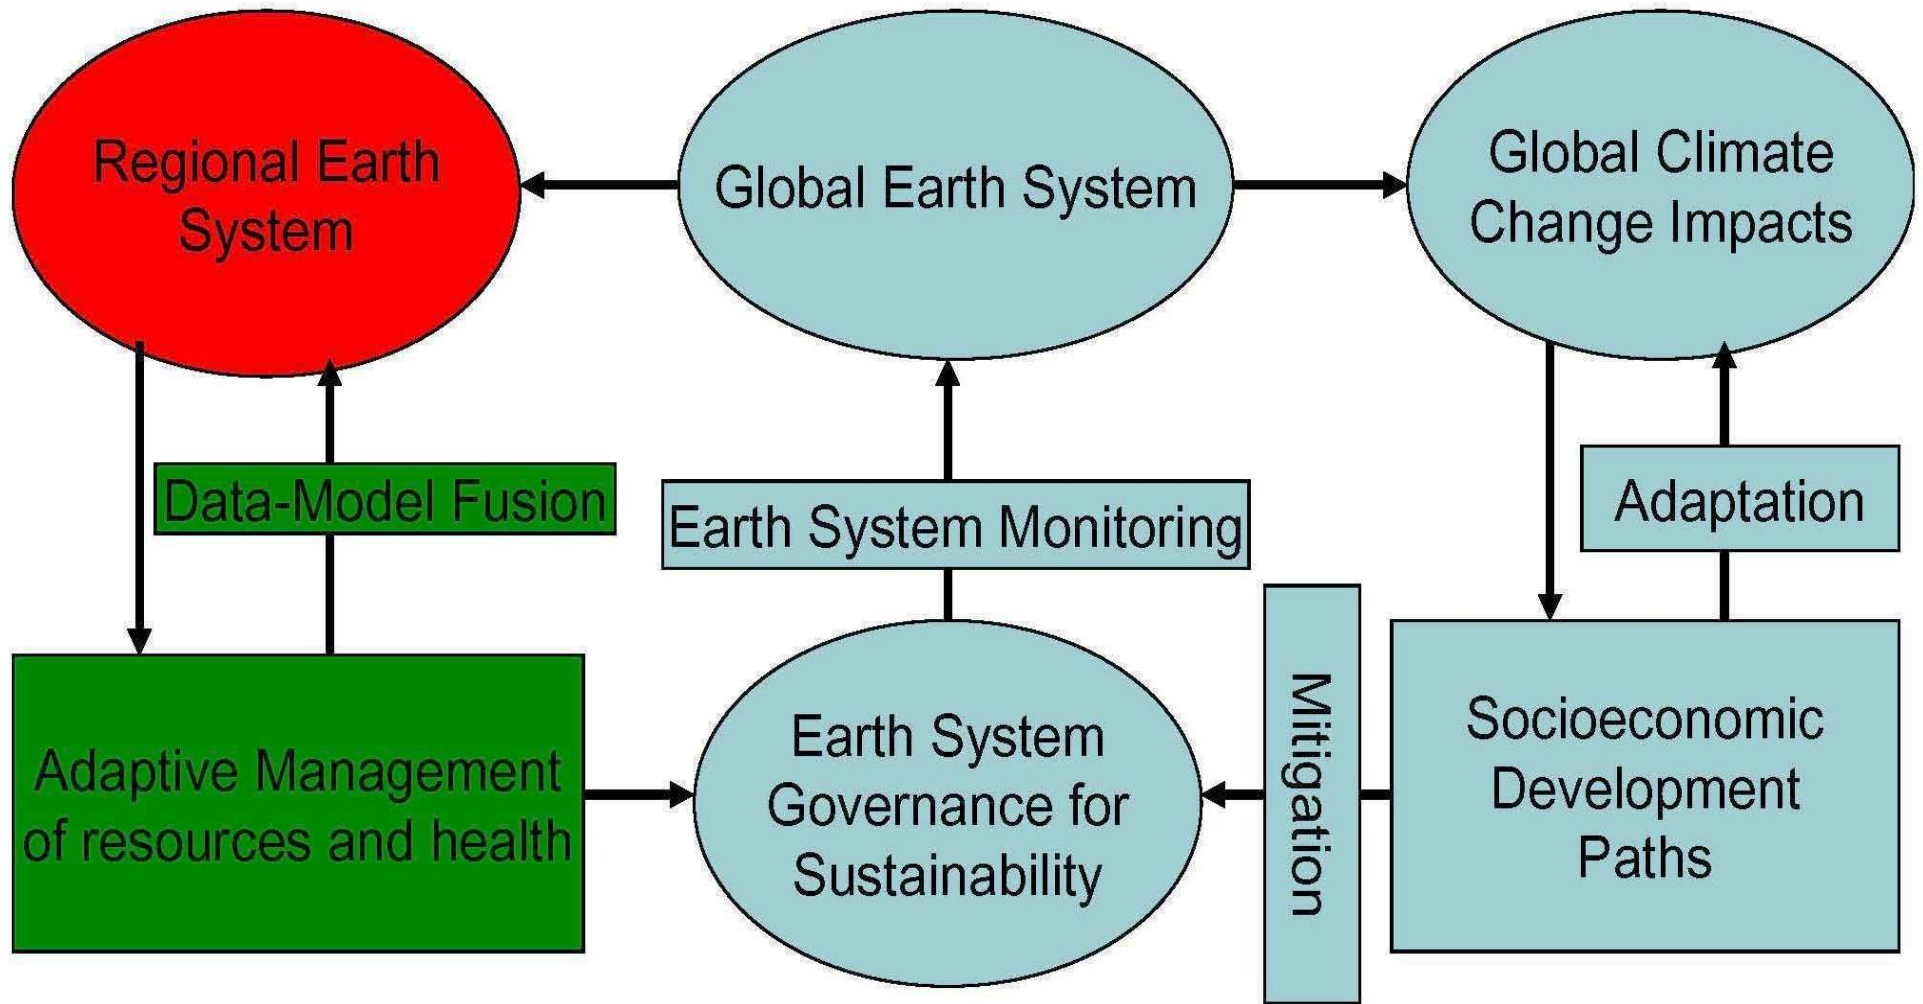 Regional Earth
System
Global Earth System
Global Climate
Change Impacts
Data-Model Fusion
Earth System Monitoring
Adaptation
Adaptive Management
of resources and health
Earth System
Governance for
Sustainability
Mitigation
Socioeconomic
Development
Paths